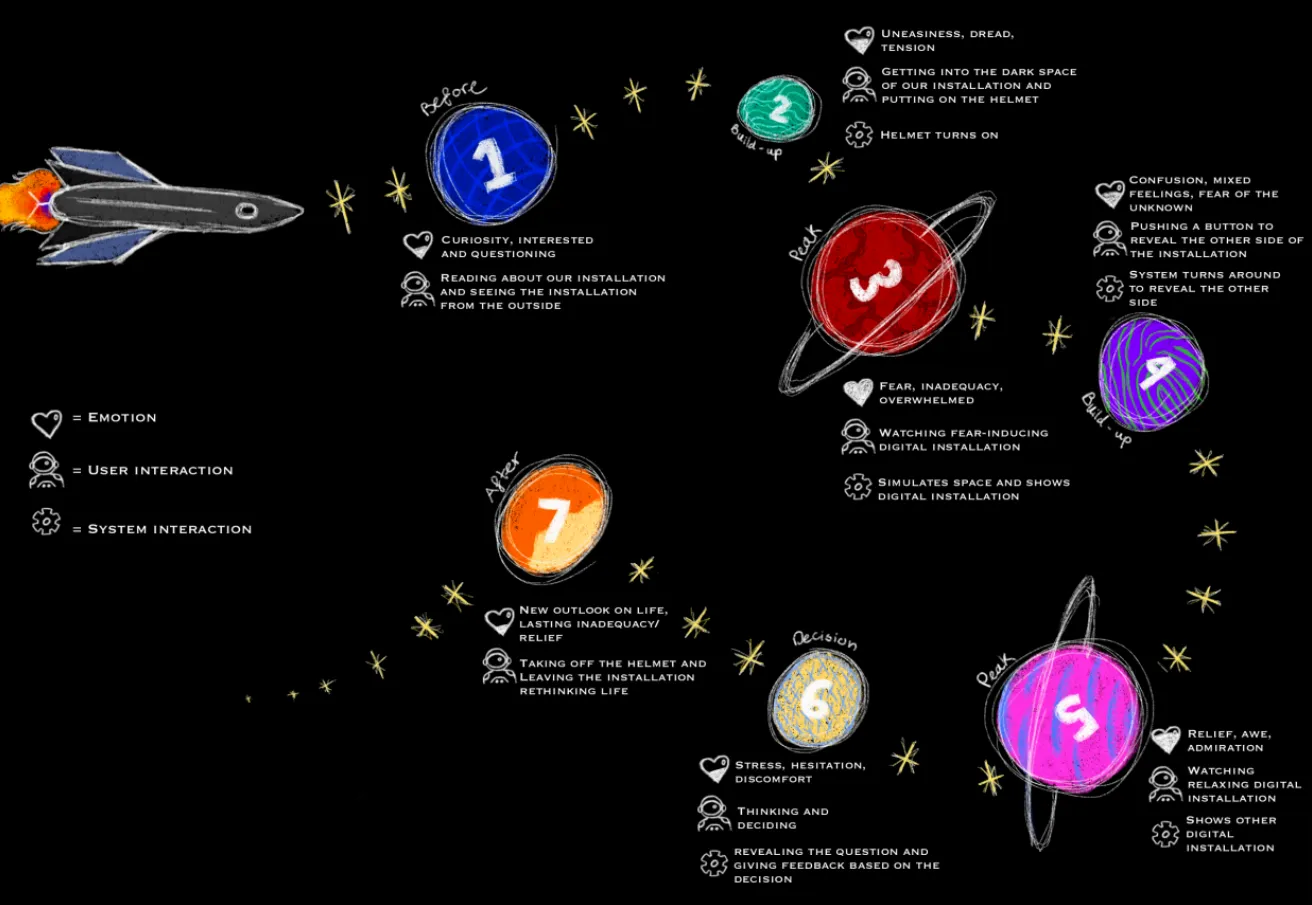 Before
1
CURIOSITY, INTERESTED
AND QUESTIONING
READING ABOUT OUR INSTALLATION
AND SEEING THE INSTALLATION
FROM THE OUTSIDE
2
Build-up
UNEASINESS, DREAD,
TENSION
GETTING INTO THE DARK SPACE
OF OUR INSTALLATION AND
PUTTING ON THE HELMET
HELMET TURNS ON
Peak
3
FEAR, INADEQUACY,
OVERWHELMED
WATCHING FEAR-INDUCING
DIGITAL INSTALLATION
SIMULATES SPACE AND SHOWS
DIGITAL INSTALLATION
CONFUSION, MIXED
FEELINGS, FEAR OF THE
UNKNOWN
PUSHING A BUTTON TO
REVEAL THE OTHER SIDE OF
THE INSTALLATION
SYSTEM TURNS AROUND
TO REVEAL THE OTHER
SIDE
4
Build-up
Peak
5
RELIEF, AWE,
ADMIRATION
WATCHING
RELAXING DIGITAL
INSTALLATION
SHOWS OTHER
DIGITAL
INSTALLATION
Decision
6
STRESS, HESITATION,
DISCOMFORT
THINKING AND
DECIDING
REVEALING THE QUESTION AND
GIVING FEEDBACK BASED ON THE
DECISION
After
7
NEW OUTLOOK ON LIFE,
LASTING INADEQUACY/
RELIEF
TAKING OFF THE HELMET AND
LEAVING THE INSTALLATION
RETHINKING LIFE
= EMOTION
= USER INTERACTION
= SYSTEM INTERACTION